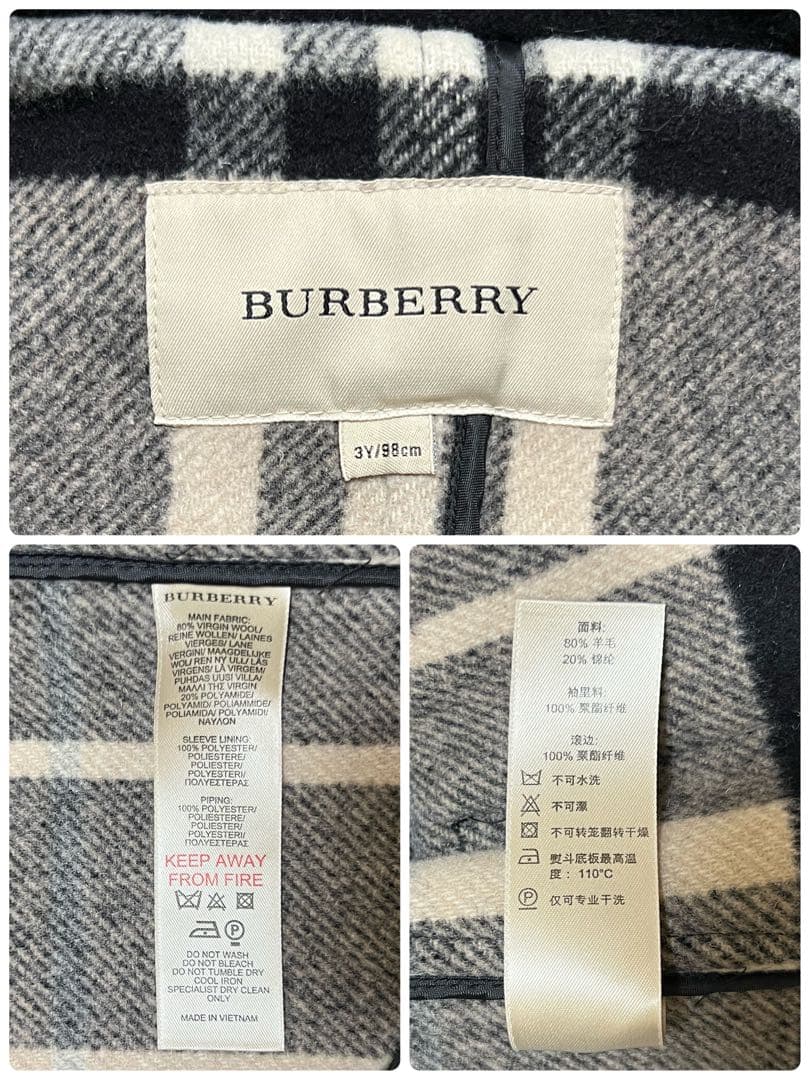 BURBERRY
3Y/98cm
BURBERRY
MAIN FABRIC:
80% VIRGIN WOOL/
REINE WOLLEN/ LAINES
VIERGES/ LANE
VERGINI/ MAAGDELIJKE
WOL/ REN NY ULL/ LÃS
VIRGENS/ LÃ VIRGEM/
PUHDAS UUSI VILLA/
ΜΑΛΛΙ ΤΗΣ VIRGIN
20% POLYAMIDE/
POLYAMID/ POLIAMMIDE/
POLIAMIDA/ POLYAMIDI/
ΝΑΥΛΟΝ
SLEEVE LINING:
100% POLYESTER/
POLIESTERE/
POLIESTER/
POLYESTERI/
ΠΟΛΥΕΣΤΕΡΑΣ
PIPING:
100% POLYESTER/
POLIESTERE/
POLIESTER/
POLYESTERI/
ΠΟΛΥΕΣΤΕΡΑΣ
KEEP AWAY
FROM FIRE
DO NOT WASH
DO NOT BLEACH
DO NOT TUMBLE DRY
COOL IRON
SPECIALIST DRY CLEAN
ONLY
MADE IN VIETNAM
面料:
80% 羊毛
20% 锦纶
袖里料:
100% 聚酯纤维
滚边:
100% 聚酯纤维
不可水洗
不可漂
不可转笼翻转干燥
熨斗底板最高温
度: 110°C
P 仅可专业干洗